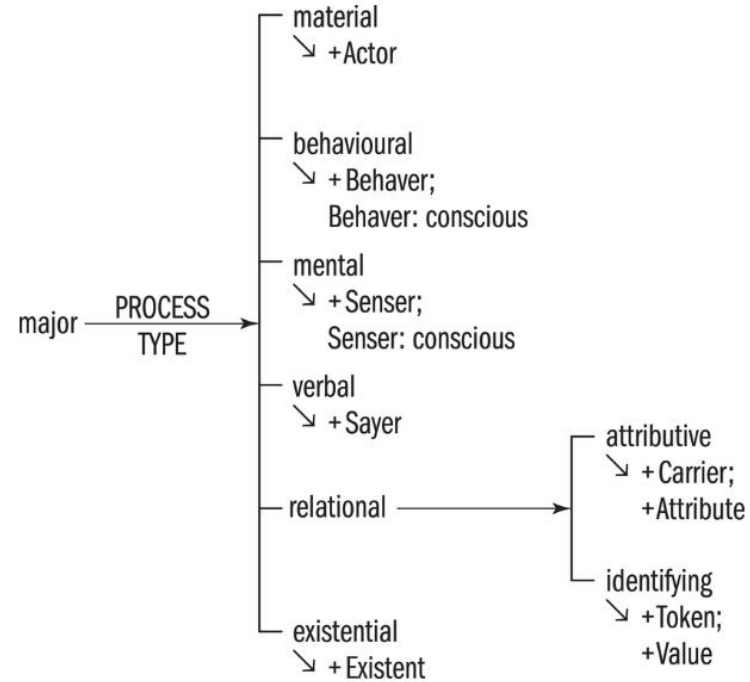 material
↘ +Actor
behavioural
↘ + Behaver;
Behaver: conscious
mental
↘ + Senser;
Senser: conscious
major
PROCESS
TYPE
verbal
↘ + Sayer
relational
attributive
↘ + Carrier;
+Attribute
identifying
↘ +Token;
+Value
existential
↘ + Existent